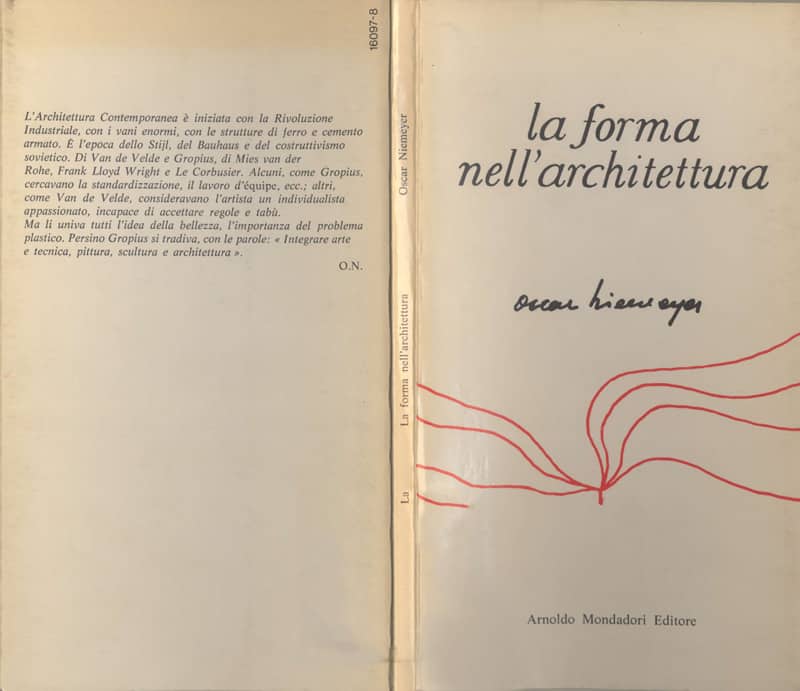 16097-8
L'Architettura Contemporanea è iniziata con la Rivoluzione
Industriale, con i vani enormi, con le strutture di ferro e cemento
armato. È l'epoca dello Stijl, del Bauhaus e del costruttivismo
sovietico. Di Van de Velde e Gropius, di Mies van der
Rohe, Frank Lloyd Wright e Le Corbusier. Alcuni, come Gropius,
cercavano la standardizzazione, il lavoro d'équipe, ecc.; altri,
come Van de Velde, consideravano l'artista un individualista
appassionato, incapace di accettare regole e tabù.
Ma li univa tutti l'idea della bellezza, l'importanza del problema
plastico. Persino Gropius si tradiva, con le parole: « Integrare arte
e tecnica, pittura, scultura e architettura ».
O.N.
Oscar Niemeyer
La forma nell'architettura
La
la forma
nell'architettura
oscar niemeyer
Arnoldo Mondadori Editore